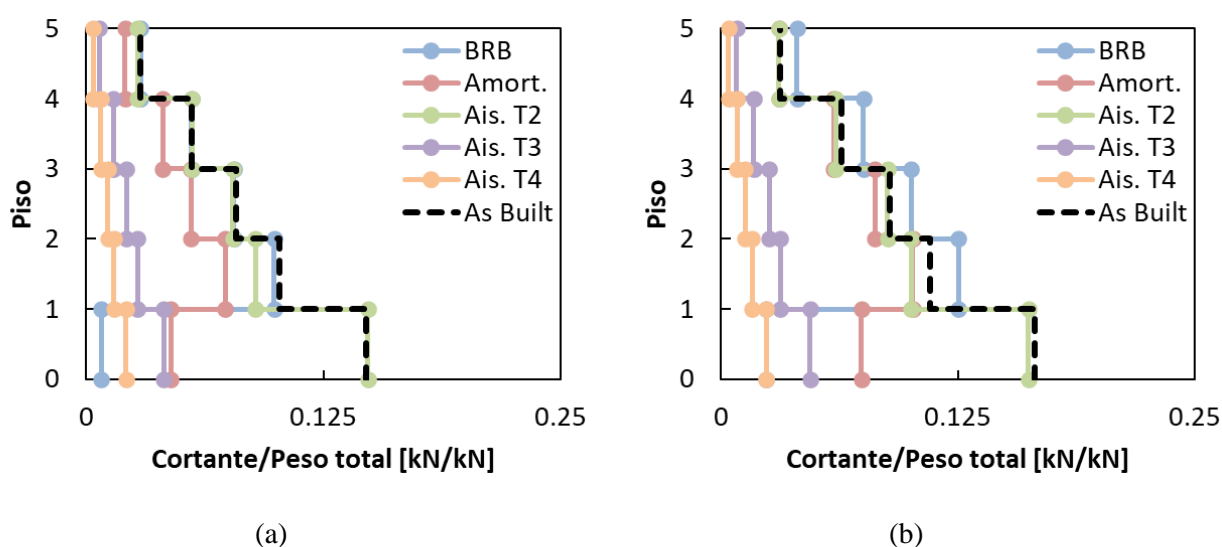 5
4
3
2
1
0
Piso
BRB
Amort.
Ais. T2
Ais. T3
Ais. T4
As Built
0
0.125
0.25
Cortante/Peso total [kN/kN]
(a)
5
4
3
2
1
0
Piso
BRB
Amort.
Ais. T2
Ais. T3
Ais. T4
As Built
0
0.125
0.25
Cortante/Peso total [kN/kN]
(b)